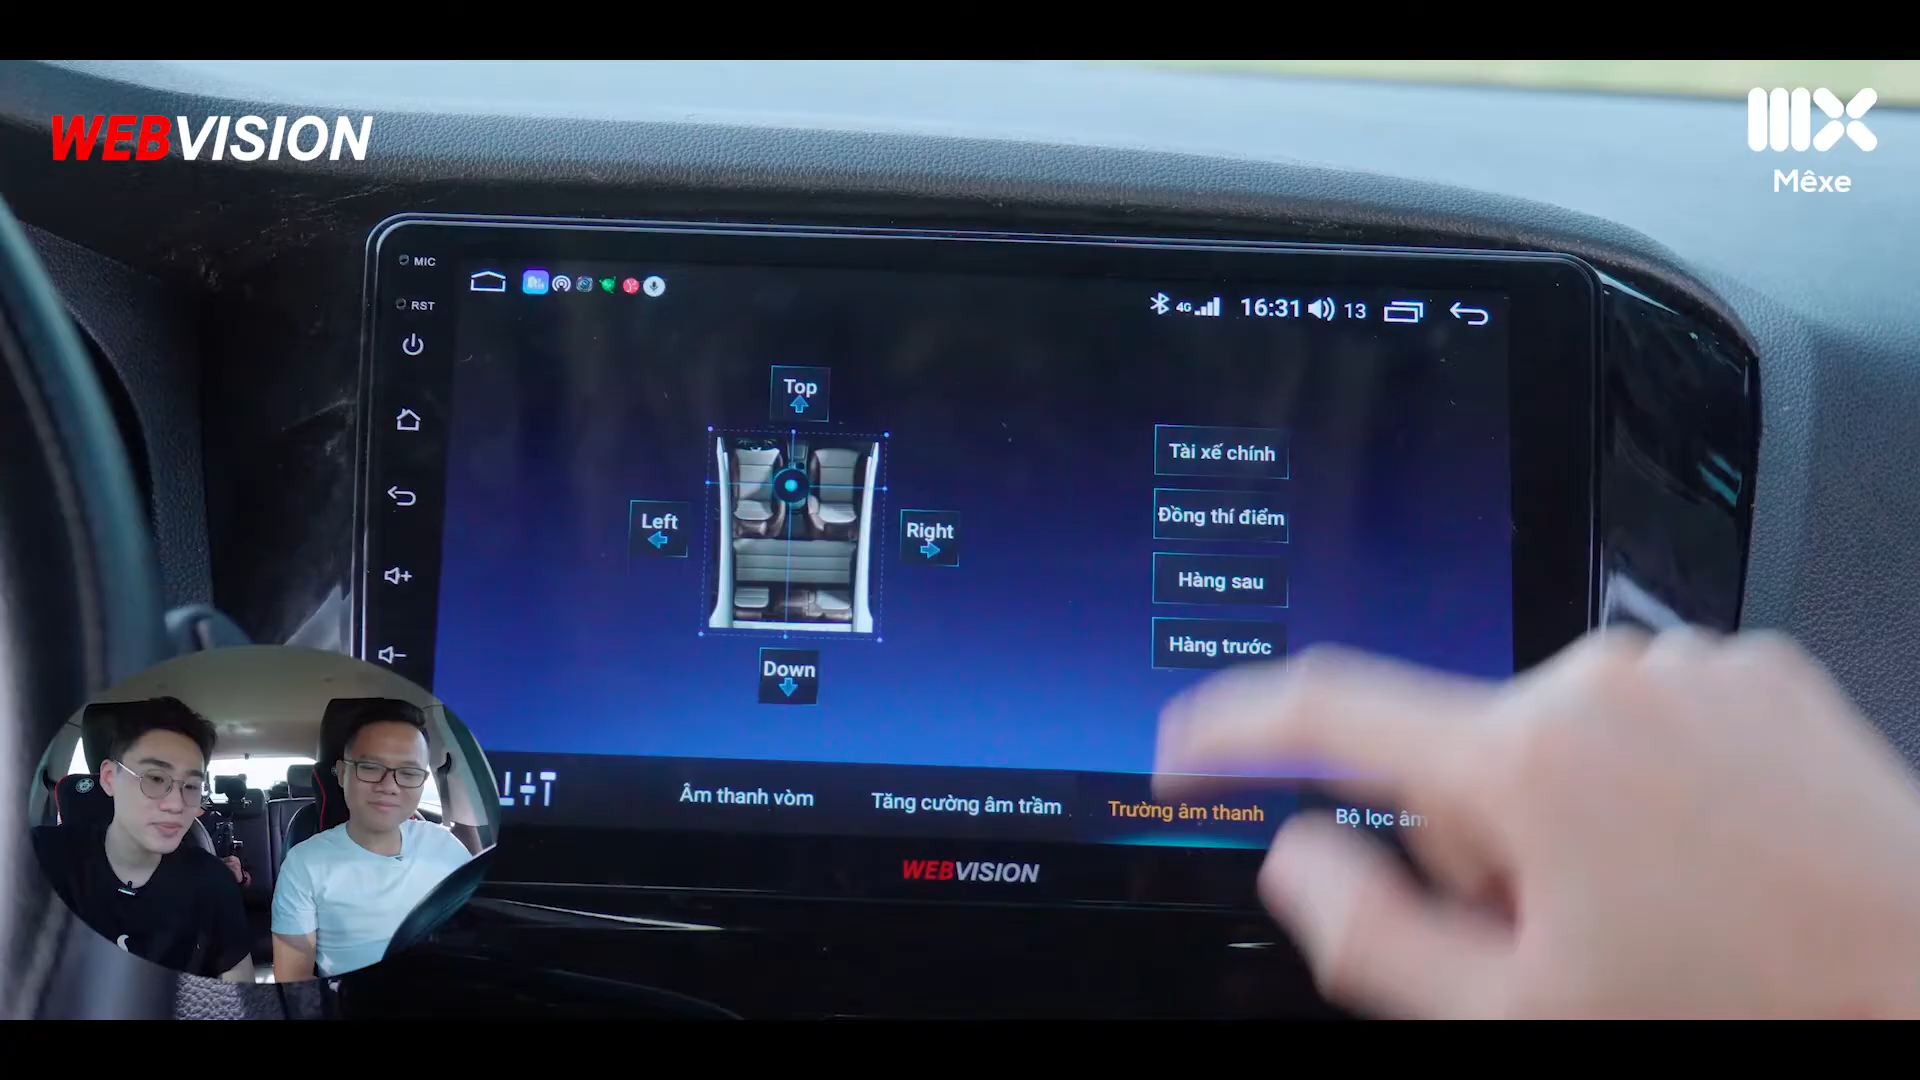 WEBVISION
Mêxe
MIC
RST
4G
16:31
13
Top
Left
Right
Down
Tài xế chính
Đồng thí điểm
Hàng sau
Hàng trước
Âm thanh vòm
Tăng cường âm trầm
Trường âm thanh
Bộ lọc âm
WEBVISION